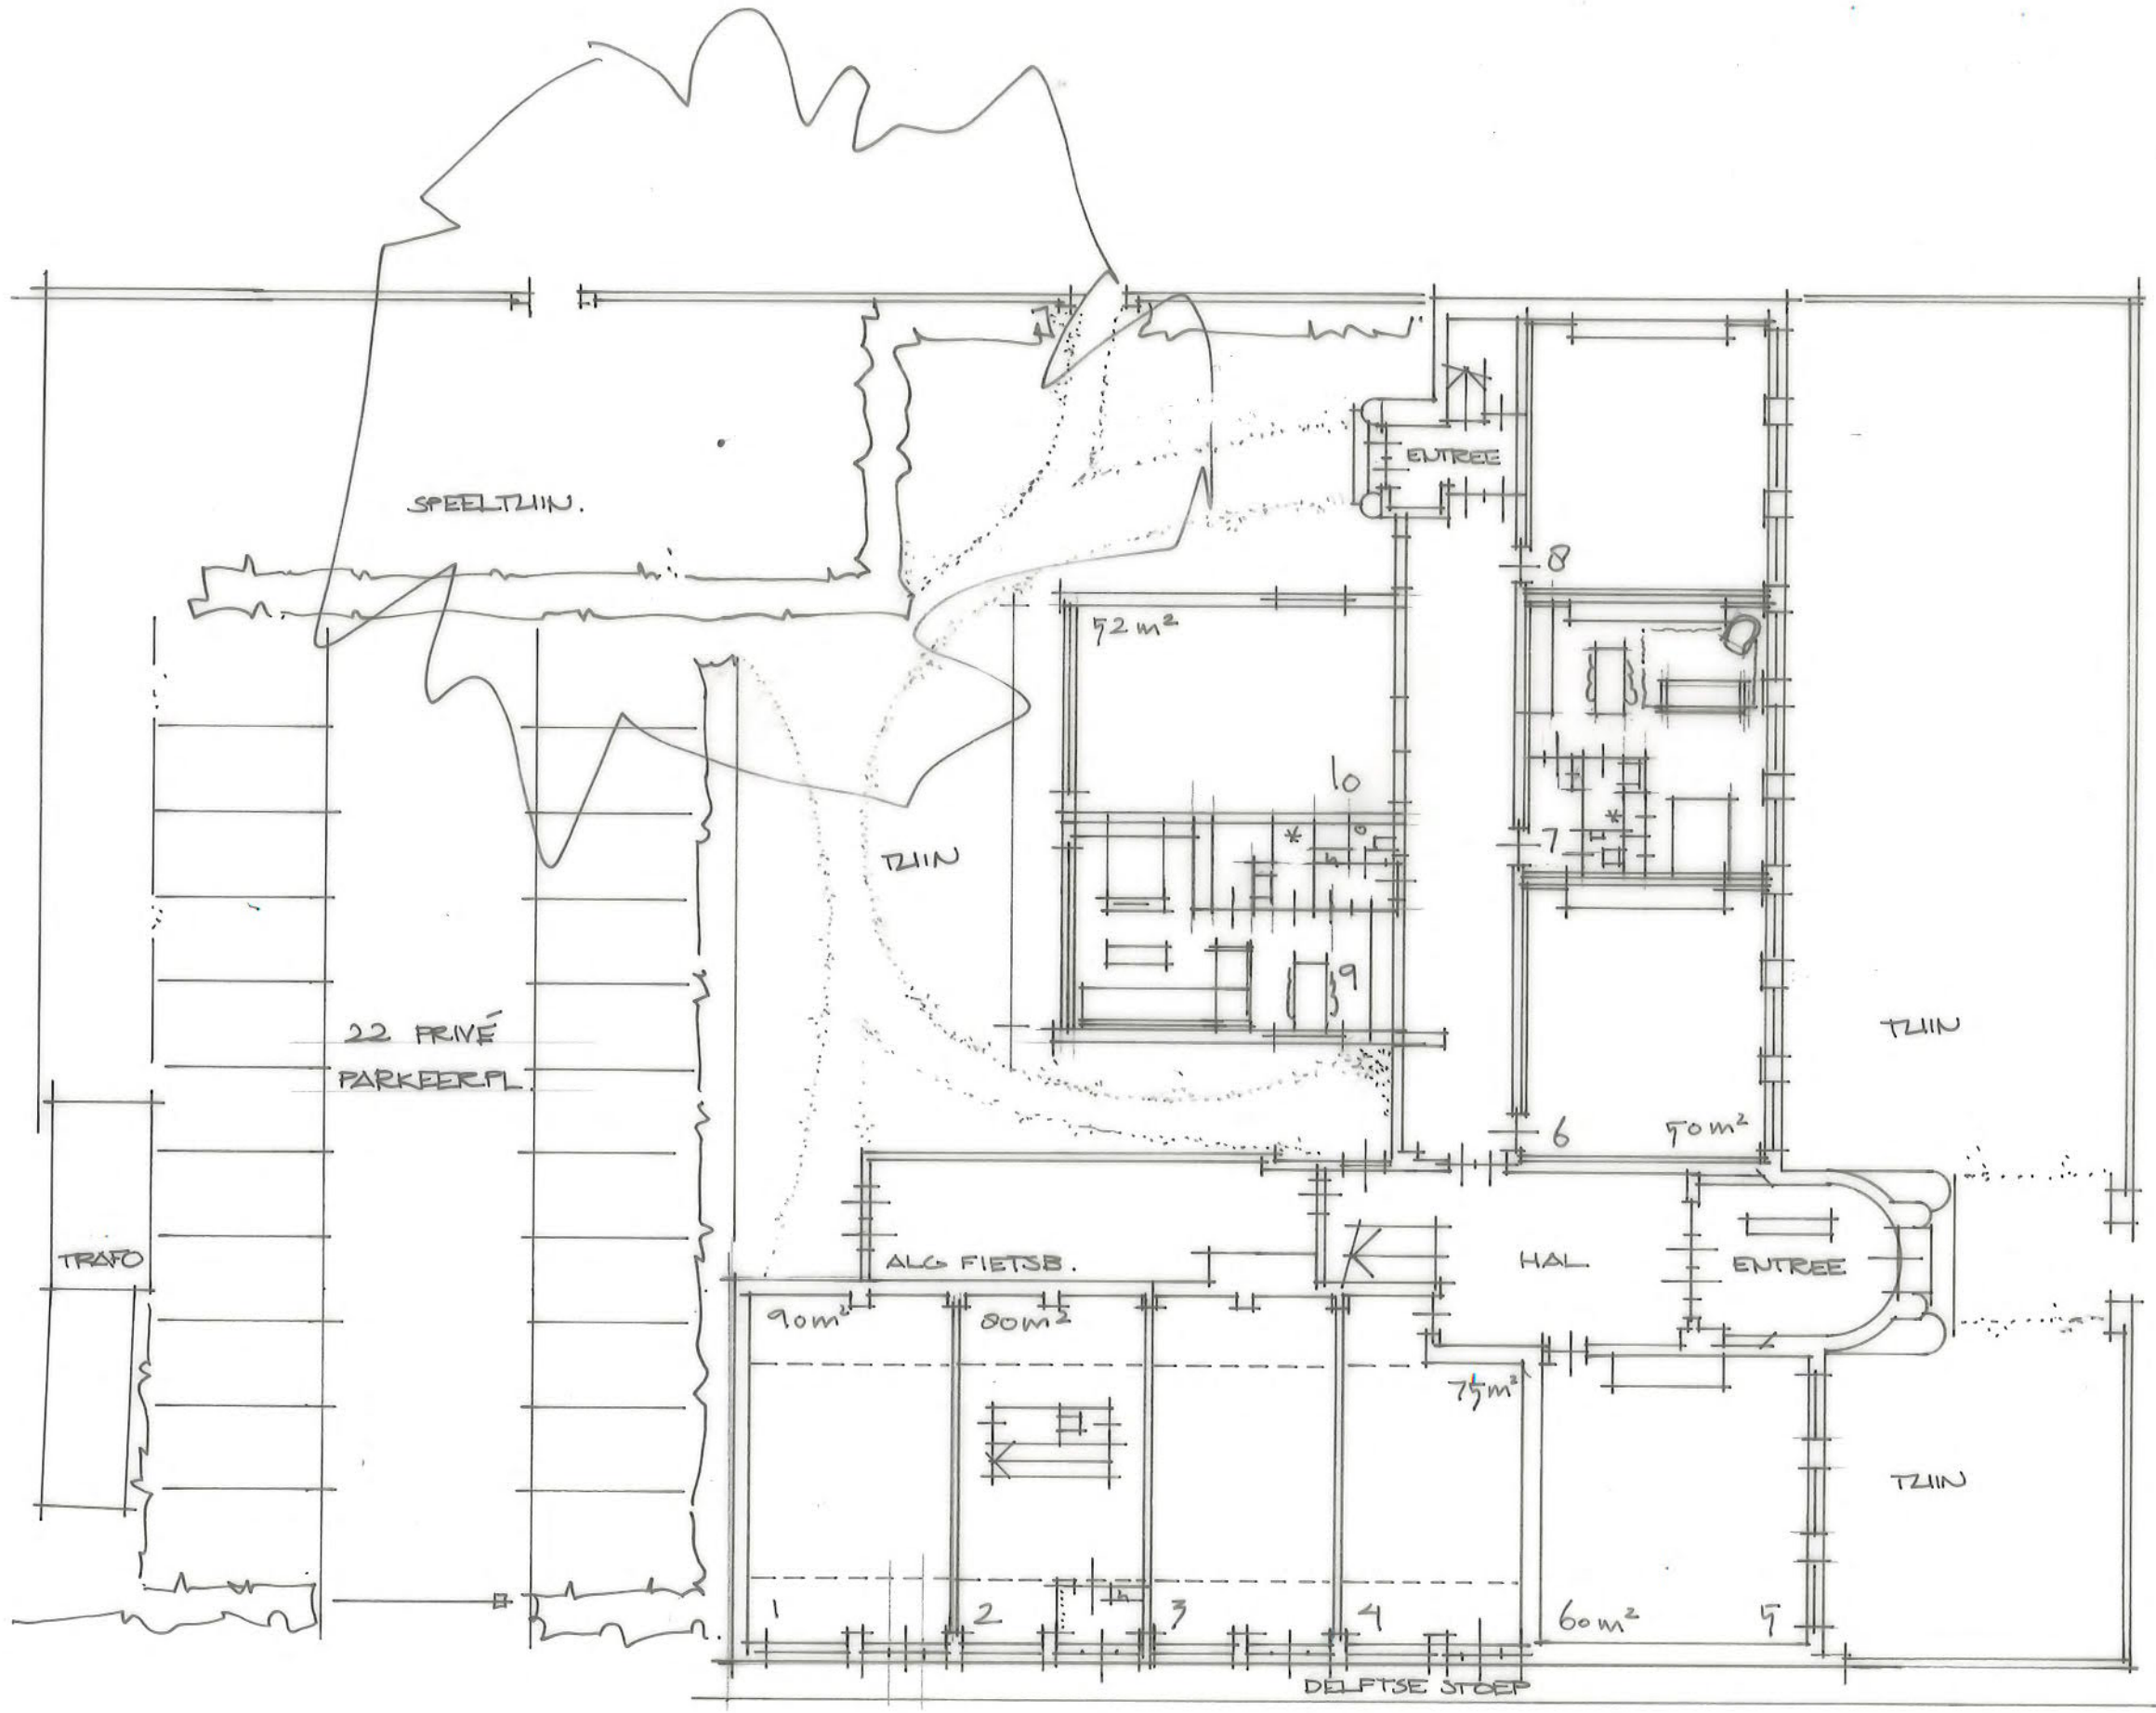 ENTREE
SPEELTUIN.
8
52 m²
10
7
TUIN
9
22 PRIVÉ
PARKEERPL.
TUIN
6
50 m²
TRAFO
ALG FIETSB.
HAL
ENTREE
90 m²
80 m²
75 m²
TUIN
1
2
3
4
60 m²
5
DELFTSE STOEP